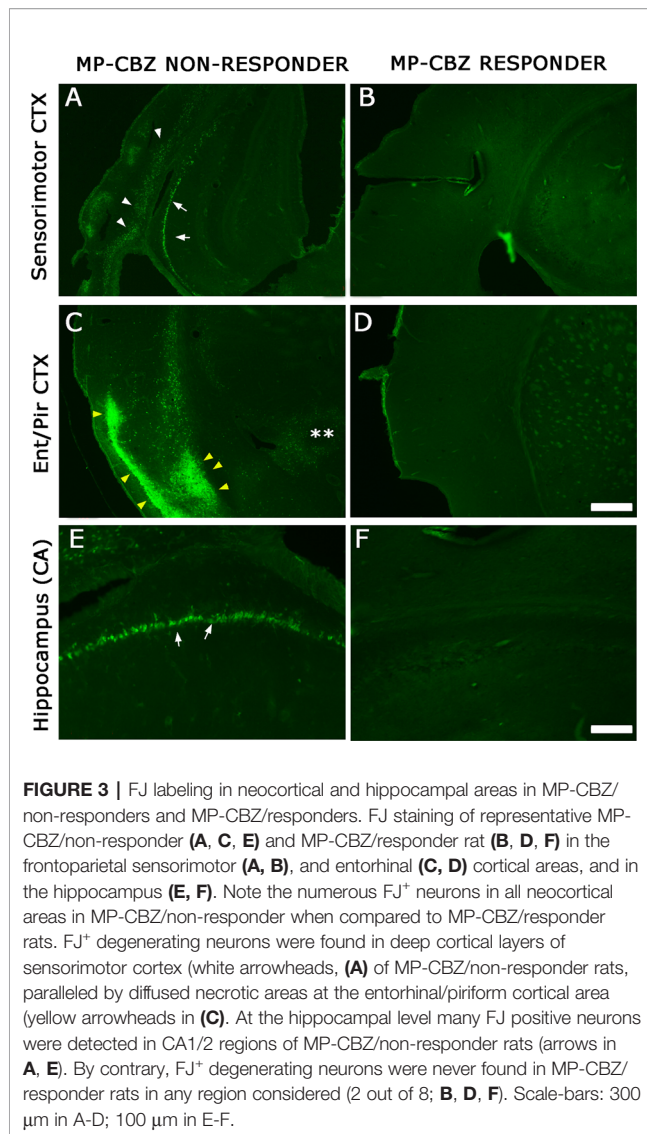 MP-CBZ NON-RESPONDER
MP-CBZ RESPONDER
Sensorimotor CTX
A
B
Ent/Pir CTX
C
**
D
Hippocampus (CA)
E
F
FIGURE 3 | FJ labeling in neocortical and hippocampal areas in MP-CBZ/
non-responders and MP-CBZ/responders. FJ staining of representative MP-
CBZ/non-responder (A, C, E) and MP-CBZ/responder rat (B, D, F) in the
frontoparietal sensorimotor (A, B), and entorhinal (C, D) cortical areas, and in
the hippocampus (E, F). Note the numerous FJ⁺ neurons in all neocortical
areas in MP-CBZ/non-responder when compared to MP-CBZ/responder
rats. FJ⁺ degenerating neurons were found in deep cortical layers of
sensorimotor cortex (white arrowheads, (A) of MP-CBZ/non-responder rats,
paralleled by diffused necrotic areas at the entorhinal/piriform cortical area
(yellow arrowheads in (C). At the hippocampal level many FJ positive neurons
were detected in CA1/2 regions of MP-CBZ/non-responder rats (arrows in
A, E). By contrary, FJ⁺ degenerating neurons were never found in MP-CBZ/
responder rats in any region considered (2 out of 8; B, D, F). Scale-bars: 300
μm in A-D; 100 μm in E-F.